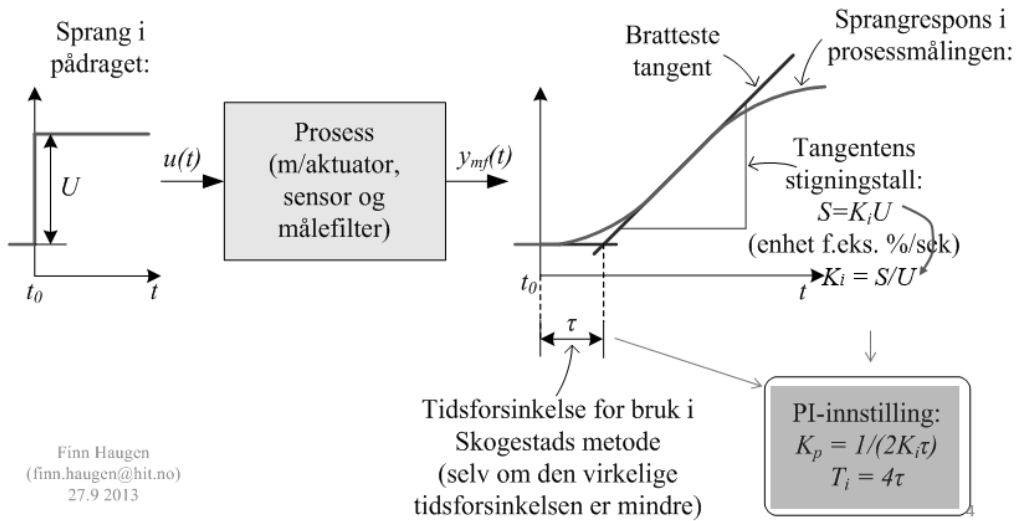 Sprang i
pådraget:
U
t0
t
u(t)
Prosess
(m/aktuator,
sensor og
målefilter)
ymf(t)
Bratteste
tangent
Sprangrespons i
prosessmålingen:
Tangentens
stigningstall:
S=KiU
(enhet f.eks. %/sek)
Ki = S/U
t0
t
τ
Tidsforsinkelse for bruk i
Skogestads metode
(selv om den virkelige
tidsforsinkelsen er mindre)
PI-innstilling:
Kp = 1/(2Kiτ)
Ti = 4τ
Finn Haugen
(finn.haugen@hit.no)
27.9 2013
4